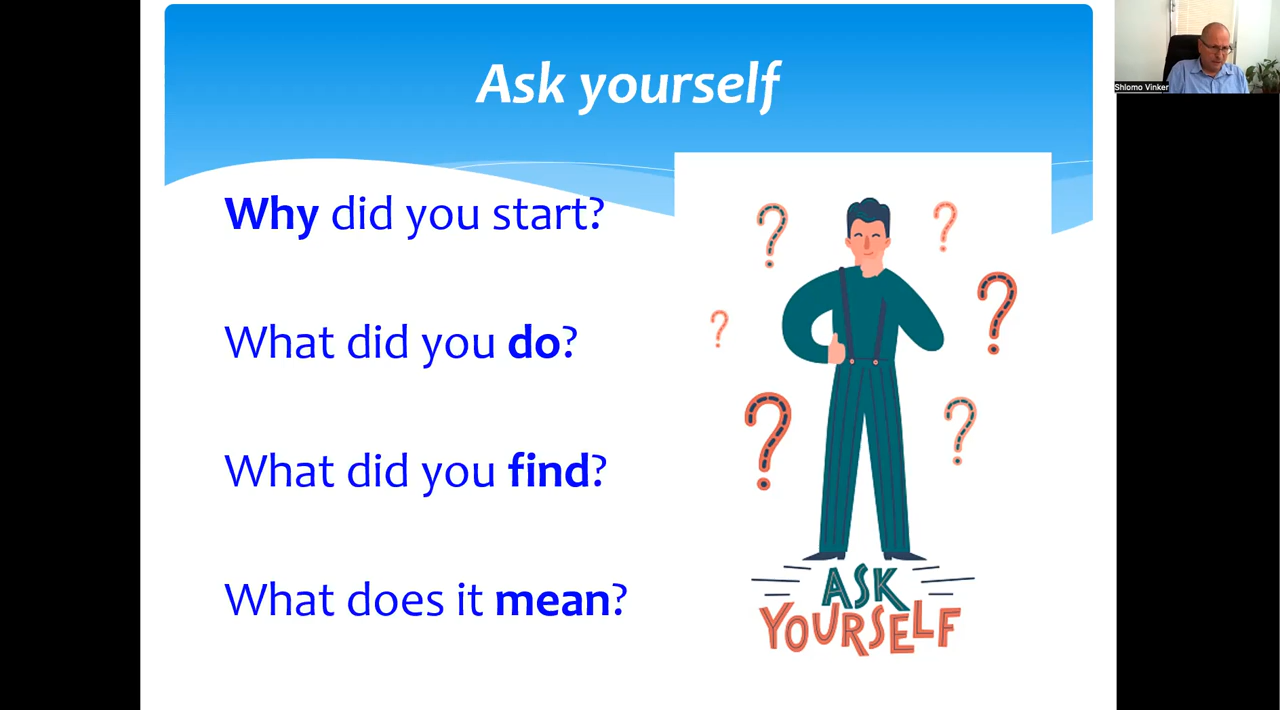 Ask yourself
Shlomo Vinker
Why did you start?
What did you do?
What did you find?
What does it mean?
? ? ? ? ? ?
ASK
YOURSELF